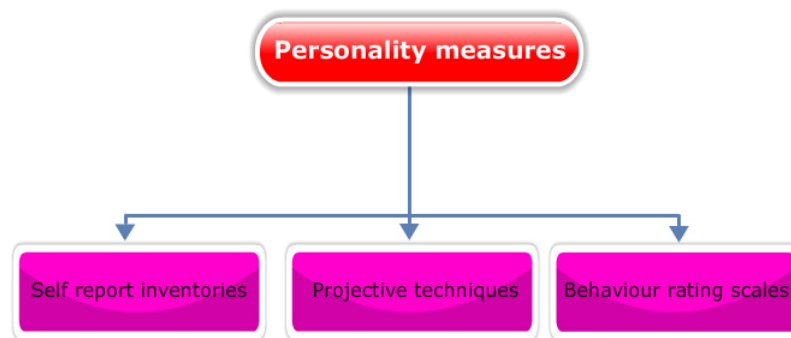 Personality measures
Self report inventories
Projective techniques
Behaviour rating scales